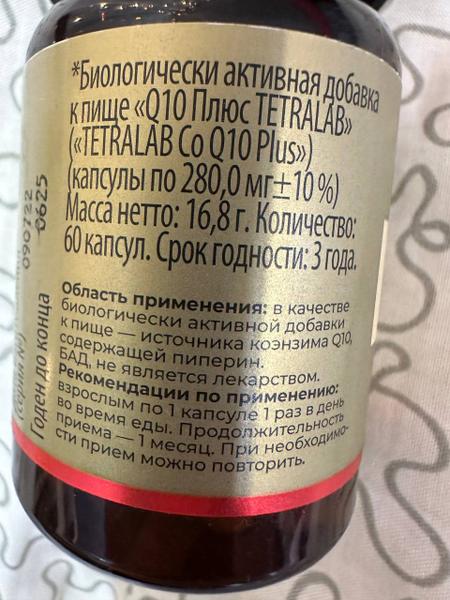 *Биологически активная добавка
к пище «Q10 Плюс TETRALAB»
(«TETRALAB Co Q10 Plus»)
(капсулы по 280,0 мг±10 %)
Масса нетто: 16,8 г. Количество:
60 капсул. Срок годности: 3 года.
Область применения: в качестве
биологически активной добавки
к пище — источника коэнзима Q10,
содержащей пиперин.
БАД, не является лекарством.
Рекомендации по применению:
взрослым по 1 капсуле 1 раз в день
во время еды. Продолжительность
приема — 1 месяц. При необходимо-
сти прием можно повторить.
090722
0625
Годен до конца